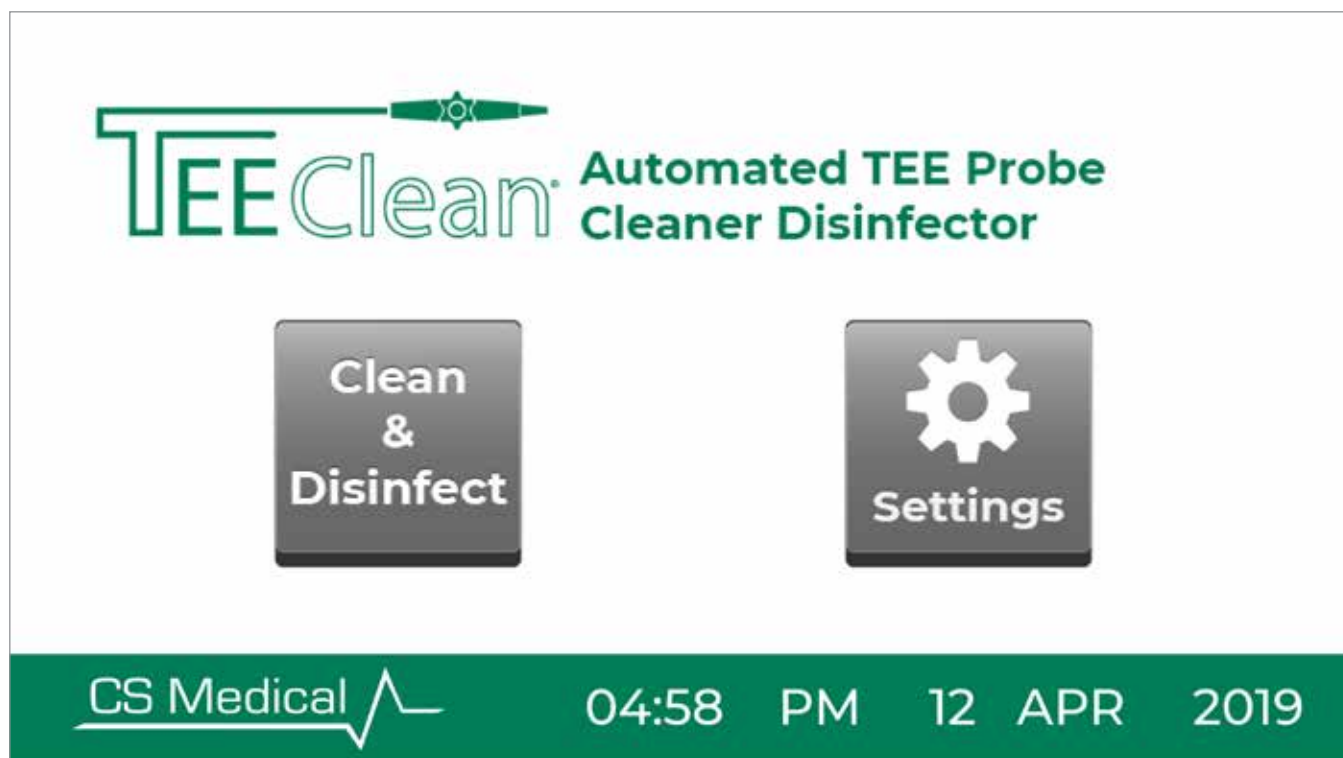 TEEClean®
Automated TEE Probe
Cleaner Disinfector
Clean
&
Disinfect
Settings
CS Medical
04:58 PM 12 APR 2019